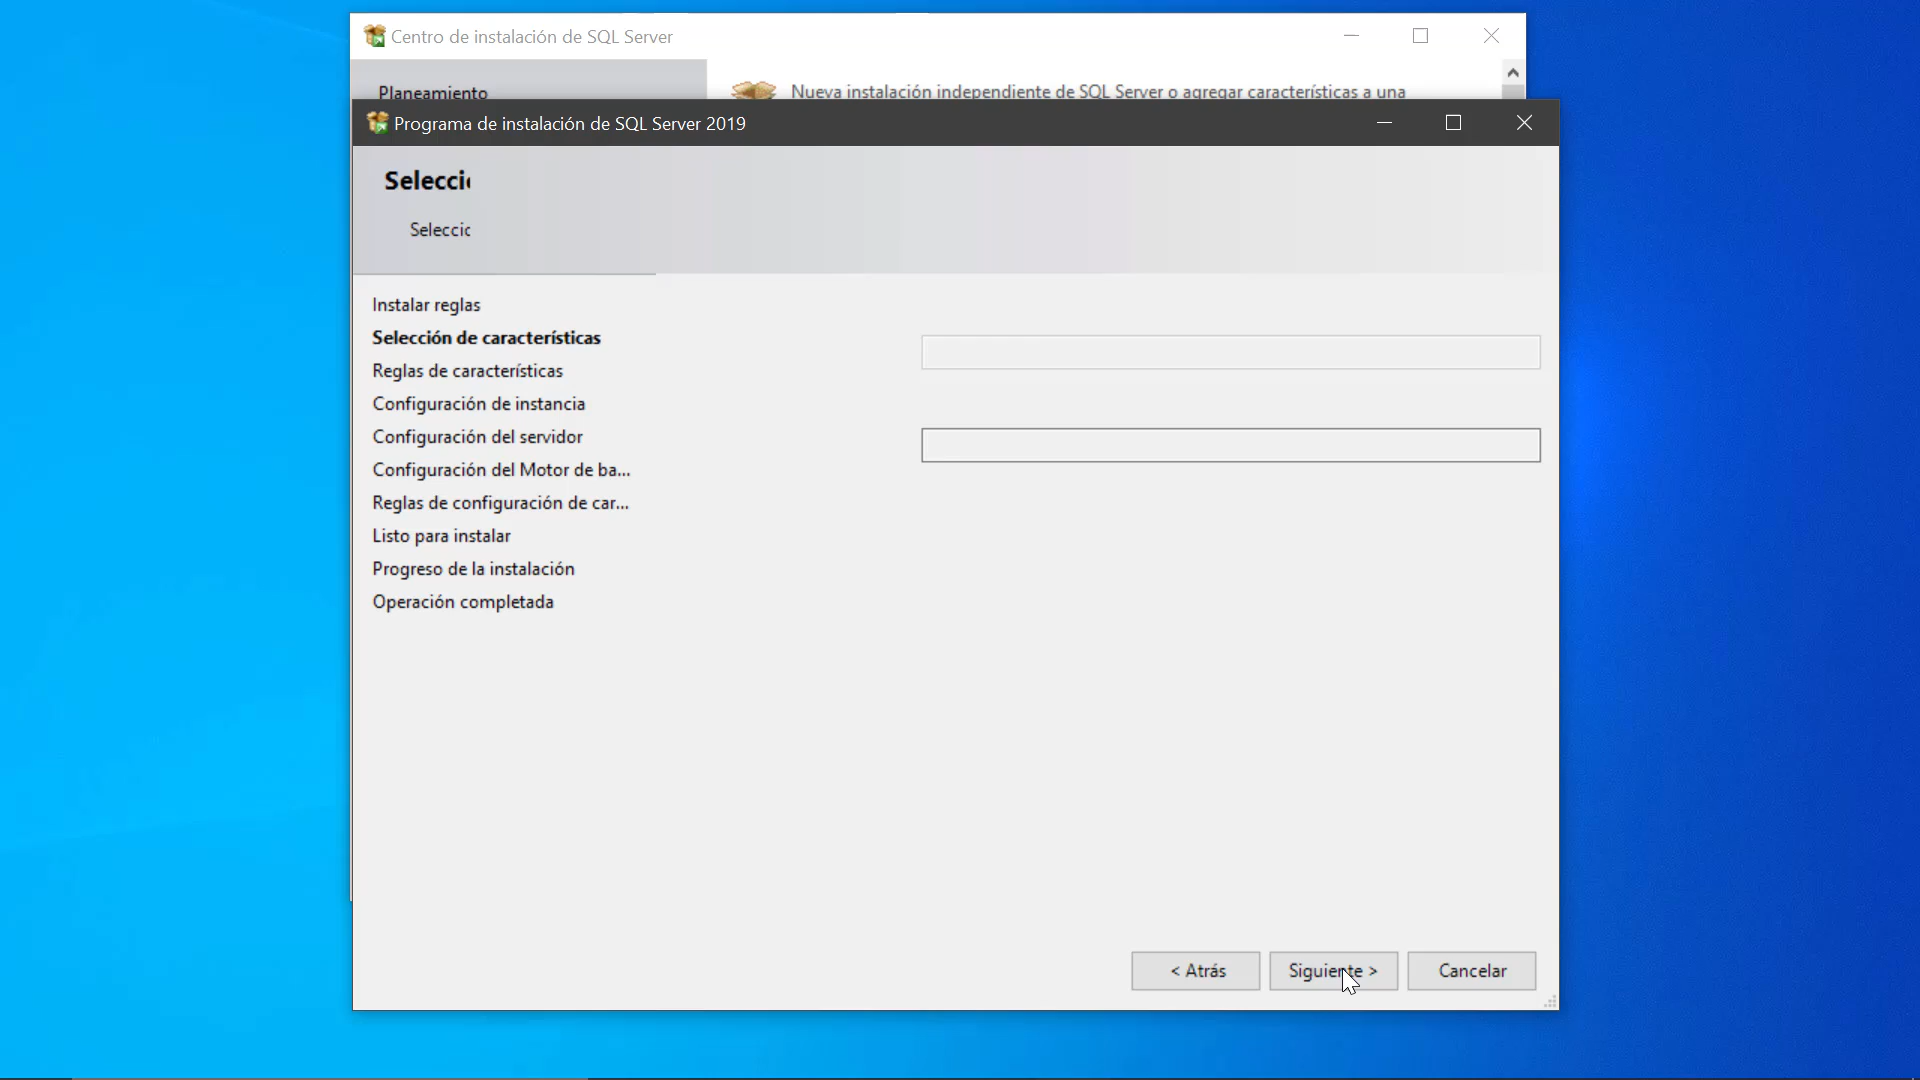 Centro de instalación de SQL Server
Planeamiento
Nueva instalación independiente de SQL Server o agregar características a una
Programa de instalación de SQL Server 2019
Selecci
Seleccic
Instalar reglas
Selección de características
Reglas de características
Configuración de instancia
Configuración del servidor
Configuración del Motor de ba...
Reglas de configuración de car...
Listo para instalar
Progreso de la instalación
Operación completada
< Atrás
Siguiente >
Cancelar